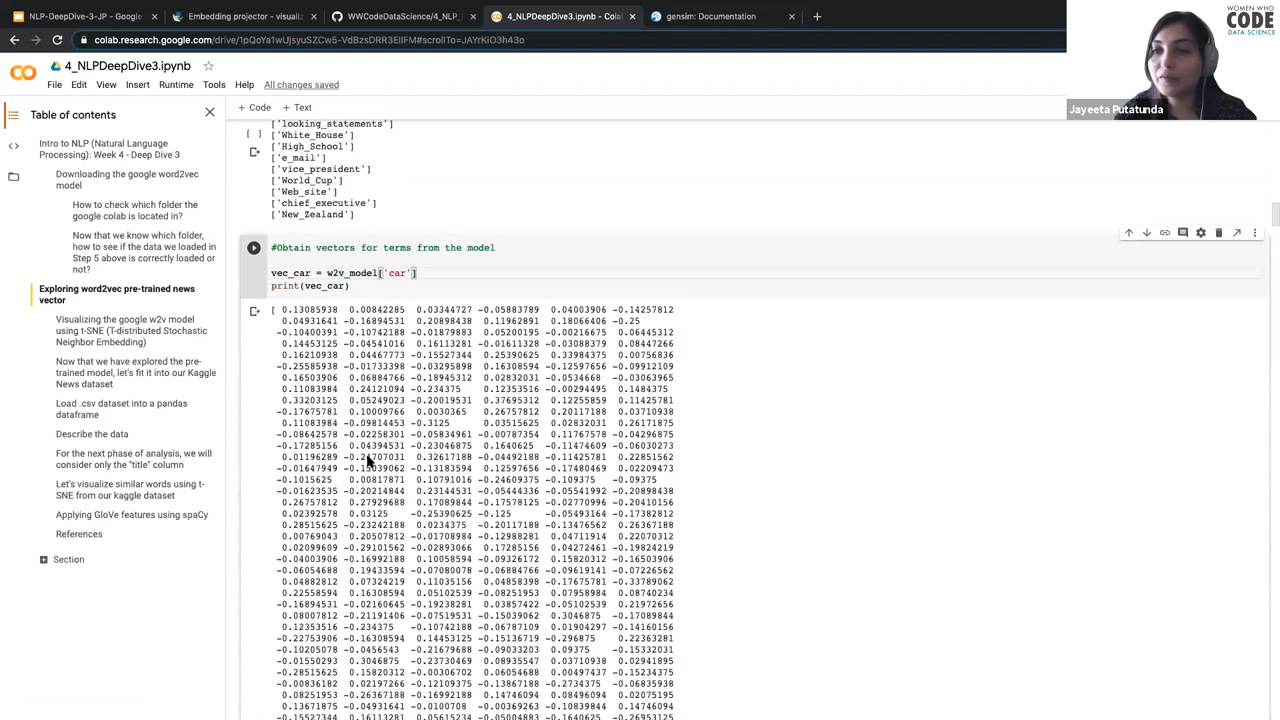 NLP-DeepDive-3-JP - Google
Embedding projector - visualiz
WWCodeDataScience/4_NLP_
4_NLPDeepDive3.ipynb - Colab
gensim: Documentation
colab.research.google.com/drive/1pQoYa1wUjsyuSZCw5-VdBzsDRR3ElIFM#scrollTo=JAYrKiO3h43o
WOMEN WHO
CODE
DATA SCIENCE
Jayeeta Putatunda
4_NLPDeepDive3.ipynb
File Edit View Insert Runtime Tools Help All changes saved
+ Code + Text
Table of contents
Intro to NLP (Natural Language
Processing): Week 4 - Deep Dive 3
Downloading the google word2vec
model
How to check which folder the
google colab is located in?
Now that we know which folder,
how to see if the data we loaded in
Step 5 above is correctly loaded or
not?
Exploring word2vec pre-trained news
vector
Visualizing the google w2v model
using t-SNE (T-distributed Stochastic
Neighbor Embedding)
Now that we have explored the pre-
trained model, let's fit it into our Kaggle
News dataset
Load .csv dataset into a pandas
dataframe
Describe the data
For the next phase of analysis, we will
consider only the "title" column
Let's visualize similar words using t-
SNE from our kaggle dataset
Applying GloVe features using spaCy
References
Section
['looking_statements']
['White_House']
['High_School']
['e_mail']
['vice_president']
['World_Cup']
['Web_site']
['chief_executive']
['New_Zealand']
#Obtain vectors for terms from the model
vec_car = w2v_model['car']
print(vec_car)
[ 0.13085938 0.00842285 0.03344727 -0.05883789 0.04003906 -0.14257812
0.04931641 -0.16894531 0.20898438 0.11962891 0.18066406 -0.25
-0.10400391 -0.10742188 -0.01879883 0.05200195 -0.00216675 0.06445312
0.14453125 -0.04541016 0.16113281 -0.01611328 -0.03088379 0.08447266
0.16210938 0.04467773 -0.15527344 0.25390625 0.33984375 0.00756836
-0.25585938 -0.01733398 -0.03295898 0.16308594 -0.12597656 -0.09912109
0.16503906 0.06884766 -0.18945312 0.02832031 -0.0534668 -0.03063965
0.11083984 0.24121094 -0.234375 0.12353516 -0.00294495 0.1484375
0.33203125 0.05249023 -0.20019531 0.37695312 0.12255859 0.11425781
-0.17675781 0.10009766 0.0030365 0.26757812 0.20117188 0.03710938
0.11083984 -0.09814453 -0.3125 0.03515625 0.02832031 0.26171875
-0.08642578 -0.02258301 -0.05834961 -0.00787354 0.11767578 -0.04296875
-0.17285156 0.04394531 -0.23046875 0.1640625 -0.11474609 -0.06030273
0.01196289 0.32617188 -0.04492188 -0.11425781 0.22851562
-0.01647949 -0.15039062 -0.13183594 0.12597656 -0.17480469 0.02209473
-0.1015625 0.00817871 0.10791016 -0.24609375 -0.109375 -0.09375
-0.01623535 -0.20214844 0.23144531 -0.05444336 -0.05541992 -0.20898438
0.26757812 0.27929688 0.17089844 -0.17578125 -0.02770996 -0.20410156
0.02392578 0.03125 -0.25390625 -0.125 -0.05493164 -0.17382812
0.28515625 -0.23242188 0.0234375 -0.20117188 -0.13476562 0.26367188
0.00769043 0.20507812 -0.01708984 -0.12988281 0.04711914 0.22070312
0.02099609 -0.29101562 -0.02893066 0.17285156 0.04272461 -0.19824219
-0.04003906 -0.16992188 0.10058594 -0.09326172 0.15820312 -0.16503906
-0.06054688 0.19433594 -0.07080078 -0.06884766 -0.09619141 -0.07226562
0.04882812 0.07324219 0.11035156 0.04858398 -0.17675781 -0.33789062
0.22558594 0.16308594 0.05102539 -0.08251953 0.07958984 0.08740234
-0.16894531 -0.02160645 -0.19238281 0.03857422 -0.05102539 0.21972656
0.08007812 -0.21191406 -0.07519531 -0.15039062 0.3046875 -0.17089844
0.12353516 -0.234375 -0.10742188 -0.06787109 0.01904297 -0.14160156
-0.22753906 -0.16308594 0.14453125 -0.15136719 -0.296875 0.22363281
-0.10205078 -0.0456543 -0.21679688 -0.09033203 0.09375 -0.15332031
-0.01550293 0.3046875 -0.23730469 0.08935547 0.03710938 0.02941895
-0.28515625 0.15820312 -0.00306702 0.06054688 0.00497437 -0.15234375
-0.00836182 0.02197266 -0.12109375 -0.13867188 -0.2734375 -0.06835938
0.08251953 -0.26367188 -0.16992188 0.14746094 0.08496094 0.02075195
0.13671875 -0.04931641 -0.0100708 -0.00369263 -0.10839844 0.14746094
-0.15527344 0.16113281 0.05615234 -0.05004883 -0.1640625 -0.26953125